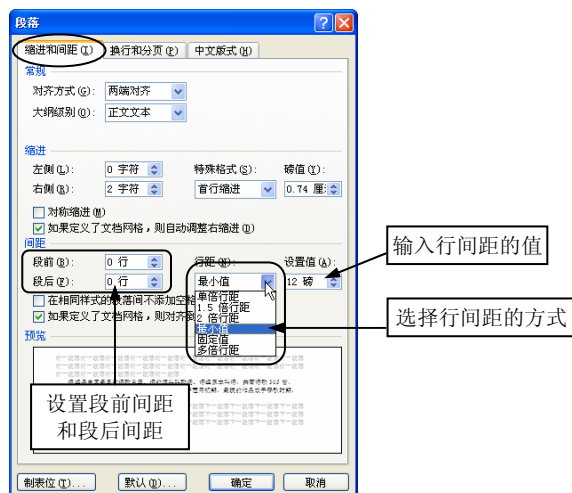 段落
缩进和间距(I) 换行和分页(P) 中文版式(H)
常规
对齐方式(G): 两端对齐
大纲级别(O): 正文文本
缩进
左侧(L): 0 字符 特殊格式(S): 磅值(Y):
右侧(R): 2 字符 首行缩进 0.74 厘
对称缩进(M)
如果定义了文档网格，则自动调整右缩进(D)
间距
段前(B): 0 行 行距(N): 设置值(A):
段后(F): 0 行 最小值 12 磅
在相同样式的段落间不添加空格
如果定义了文档网格，则对齐到
单倍行距
1.5 倍行距
2 倍行距
最小值
固定值
多倍行距
输入行间距的值
选择行间距的方式
预览
设置段前间距
和段后间距
制表位(T)... 默认(D)... 确定 取消